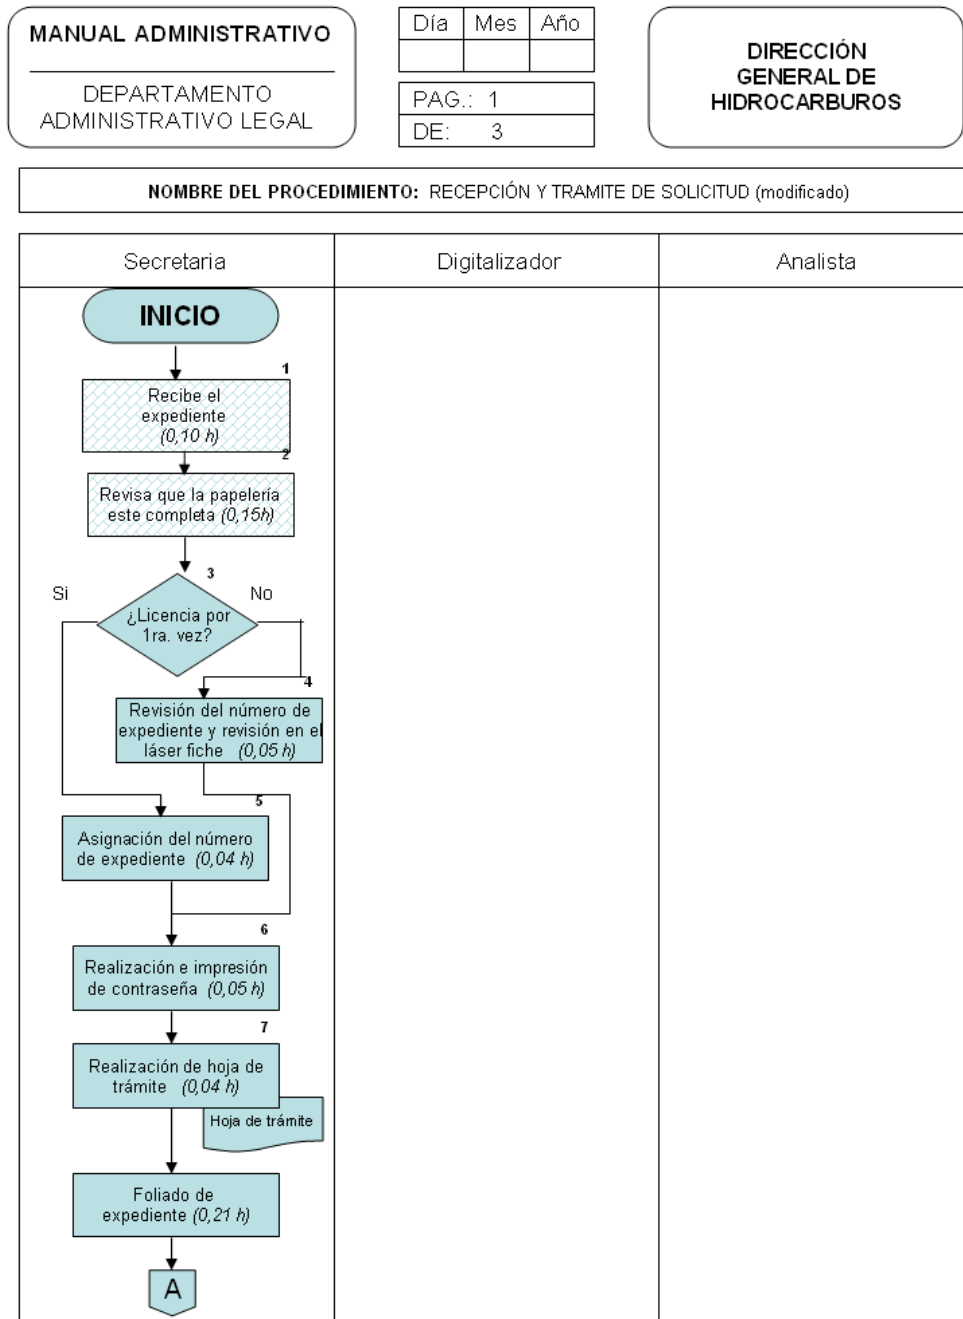 MANUAL ADMINISTRATIVO
DEPARTAMENTO
ADMINISTRATIVO LEGAL
Día Mes Año
PAG.: 1
DE: 3
DIRECCIÓN
GENERAL DE
HIDROCARBUROS
NOMBRE DEL PROCEDIMIENTO: RECEPCIÓN Y TRAMITE DE SOLICITUD (modificado)
Secretaria
Digitalizador
Analista
INICIO
1
Recibe el
expediente
(0,10 h)
2
Revisa que la papelería
este completa (0,15h)
3
Si
No
¿Licencia por
1ra. vez?
4
Revisión del número de
expediente y revisión en el
láser fiche (0,05 h)
5
Asignación del número
de expediente (0,04 h)
6
Realización e impresión
de contraseña (0,05 h)
7
Realización de hoja de
trámite (0,04 h)
Hoja de trámite
Foliado de
expediente (0,21 h)
A